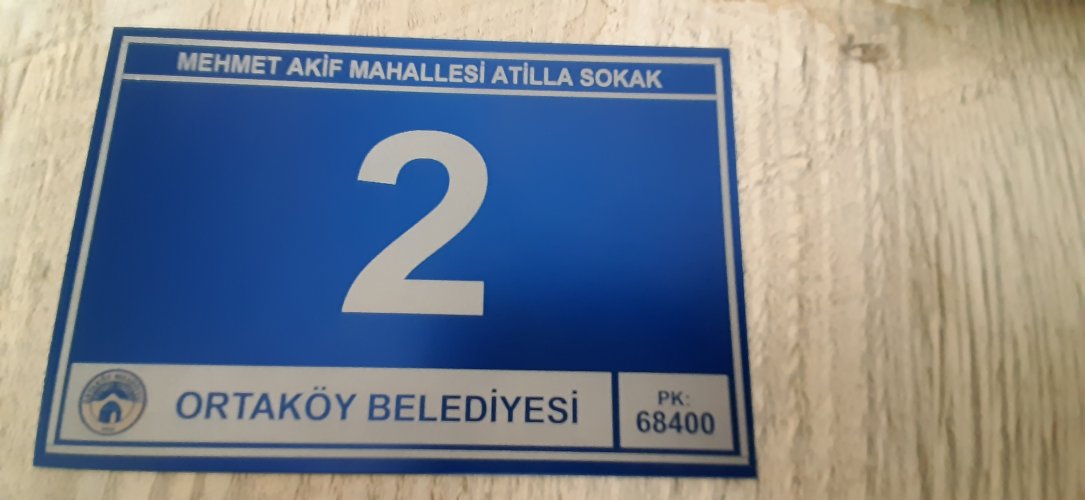 MEHMET AKİF MAHALLESİ ATİLLA SOKAK
2
ORTAKÖY BELEDİYESİ
PK:
68400